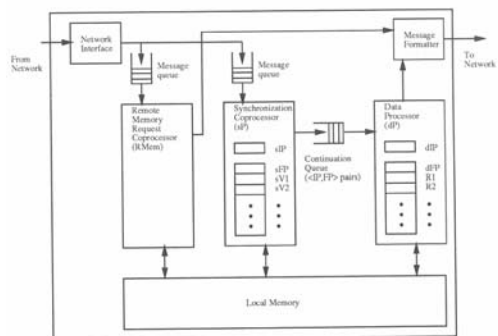 From
Network
Network
Interface
Message
Formatter
To
Network
Message
queue
Message
queue
Remote
Memory
Request
Coprocessor
(RMem)
Synchronization
Coprocessor
(sP)
sIP
sFP
sV1
sV2
Continuation
Queue
(<IP,FP> pairs)
Data
Processor
(dP)
dIP
dFP
R1
R2
Local Memory